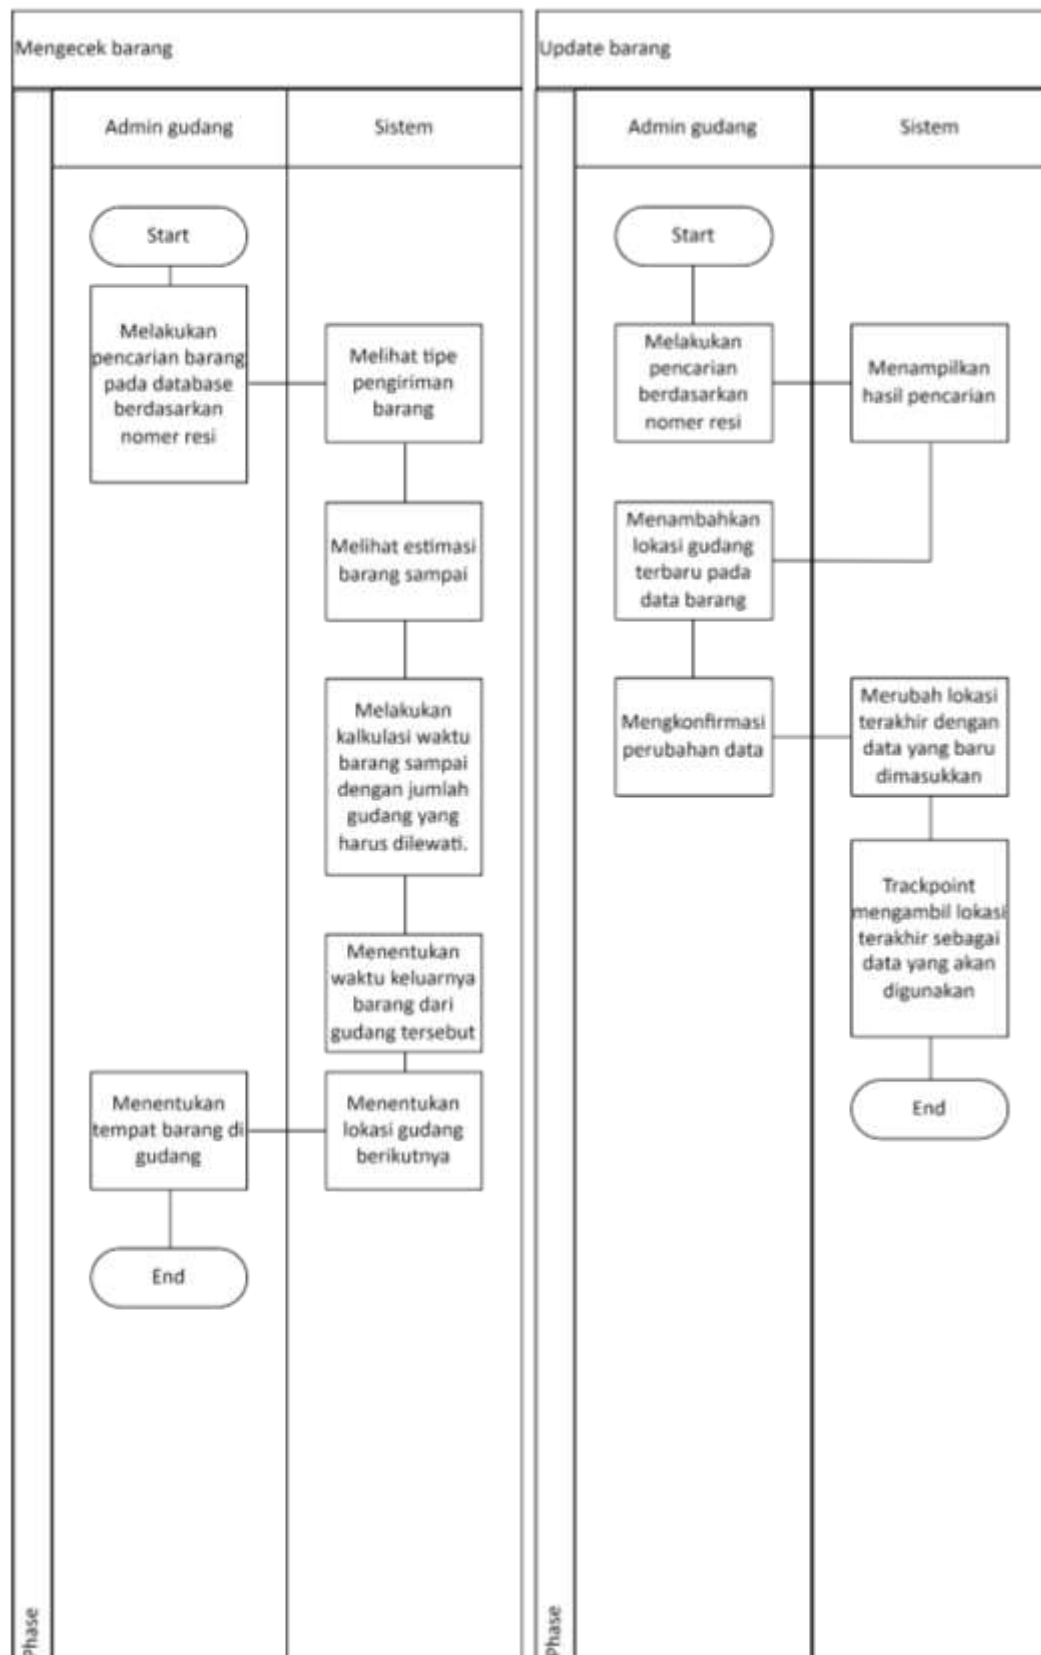 Mengecek barang
Admin gudang
Sistem
Start
Melakukan
pencarian barang
pada database
berdasarkan
nomer resi
Melihat tipe
pengiriman
barang
Melihat estimasi
barang sampai
Melakukan
kalkulasi waktu
barang sampai
dengan jumlah
gudang yang
harus dilewati.
Menentukan
waktu keluarnya
barang dari
gudang tersebut
Menentukan
lokasi gudang
berikutnya
Menentukan
tempat barang di
gudang
End
Phase
Update barang
Admin gudang
Sistem
Start
Melakukan
pencarian
berdasarkan
nomer resi
Menampilkan
hasil pencarian
Menambahkan
lokasi gudang
terbaru pada
data barang
Mengkonfirmasi
perubahan data
Merubah lokasi
terakhir dengan
data yang baru
dimasukkan
Trackpoint
mengambil lokasi
terakhir sebagai
data yang akan
digunakan
End
Phase